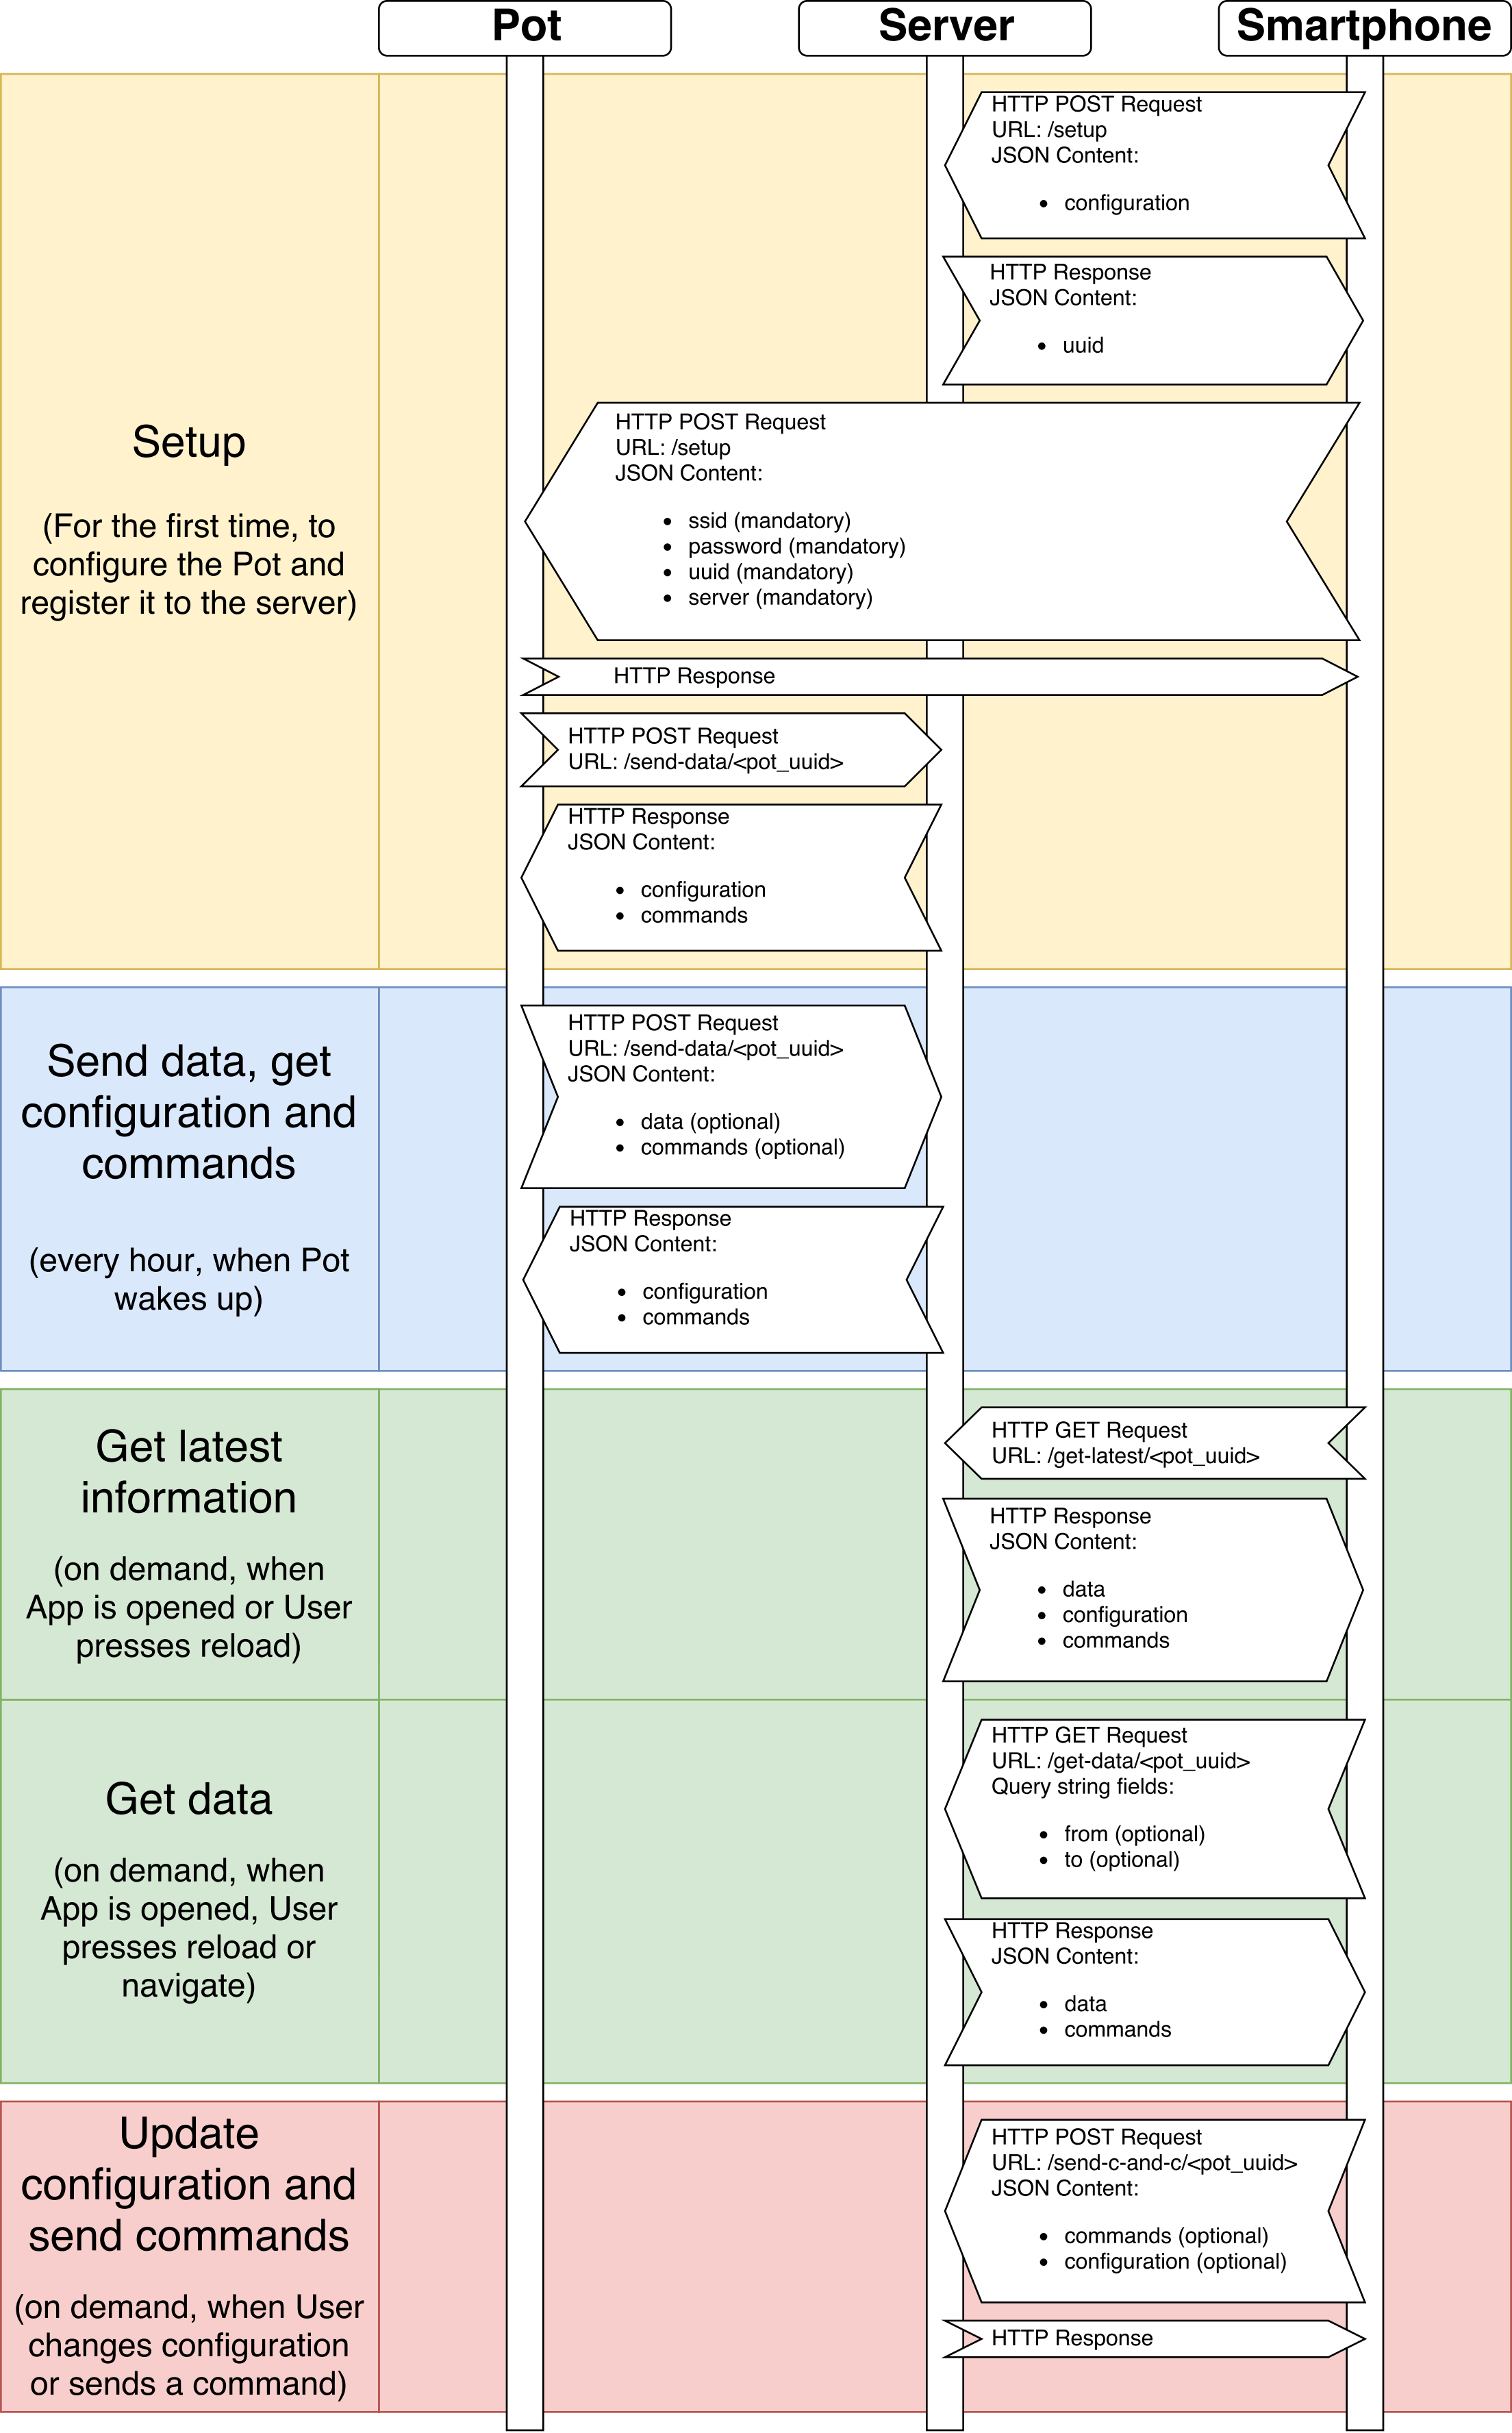 Pot
Server
Smartphone
Setup
(For the first time, to
configure the Pot and
register it to the server)
HTTP POST Request
URL: /setup
JSON Content:
• configuration
HTTP Response
JSON Content:
• uuid
HTTP POST Request
URL: /setup
JSON Content:
• ssid (mandatory)
• password (mandatory)
• uuid (mandatory)
• server (mandatory)
HTTP Response
HTTP POST Request
URL: /send-data/<pot_uuid>
HTTP Response
JSON Content:
• configuration
• commands
Send data, get
configuration and
commands
(every hour, when Pot
wakes up)
HTTP POST Request
URL: /send-data/<pot_uuid>
JSON Content:
• data (optional)
• commands (optional)
HTTP Response
JSON Content:
• configuration
• commands
Get latest
information
(on demand, when
App is opened or User
presses reload)
HTTP GET Request
URL: /get-latest/<pot_uuid>
HTTP Response
JSON Content:
• data
• configuration
• commands
Get data
(on demand, when
App is opened, User
presses reload or
navigate)
HTTP GET Request
URL: /get-data/<pot_uuid>
Query string fields:
• from (optional)
• to (optional)
HTTP Response
JSON Content:
• data
• commands
Update
configuration and
send commands
(on demand, when User
changes configuration
or sends a command)
HTTP POST Request
URL: /send-c-and-c/<pot_uuid>
JSON Content:
• commands (optional)
• configuration (optional)
HTTP Response